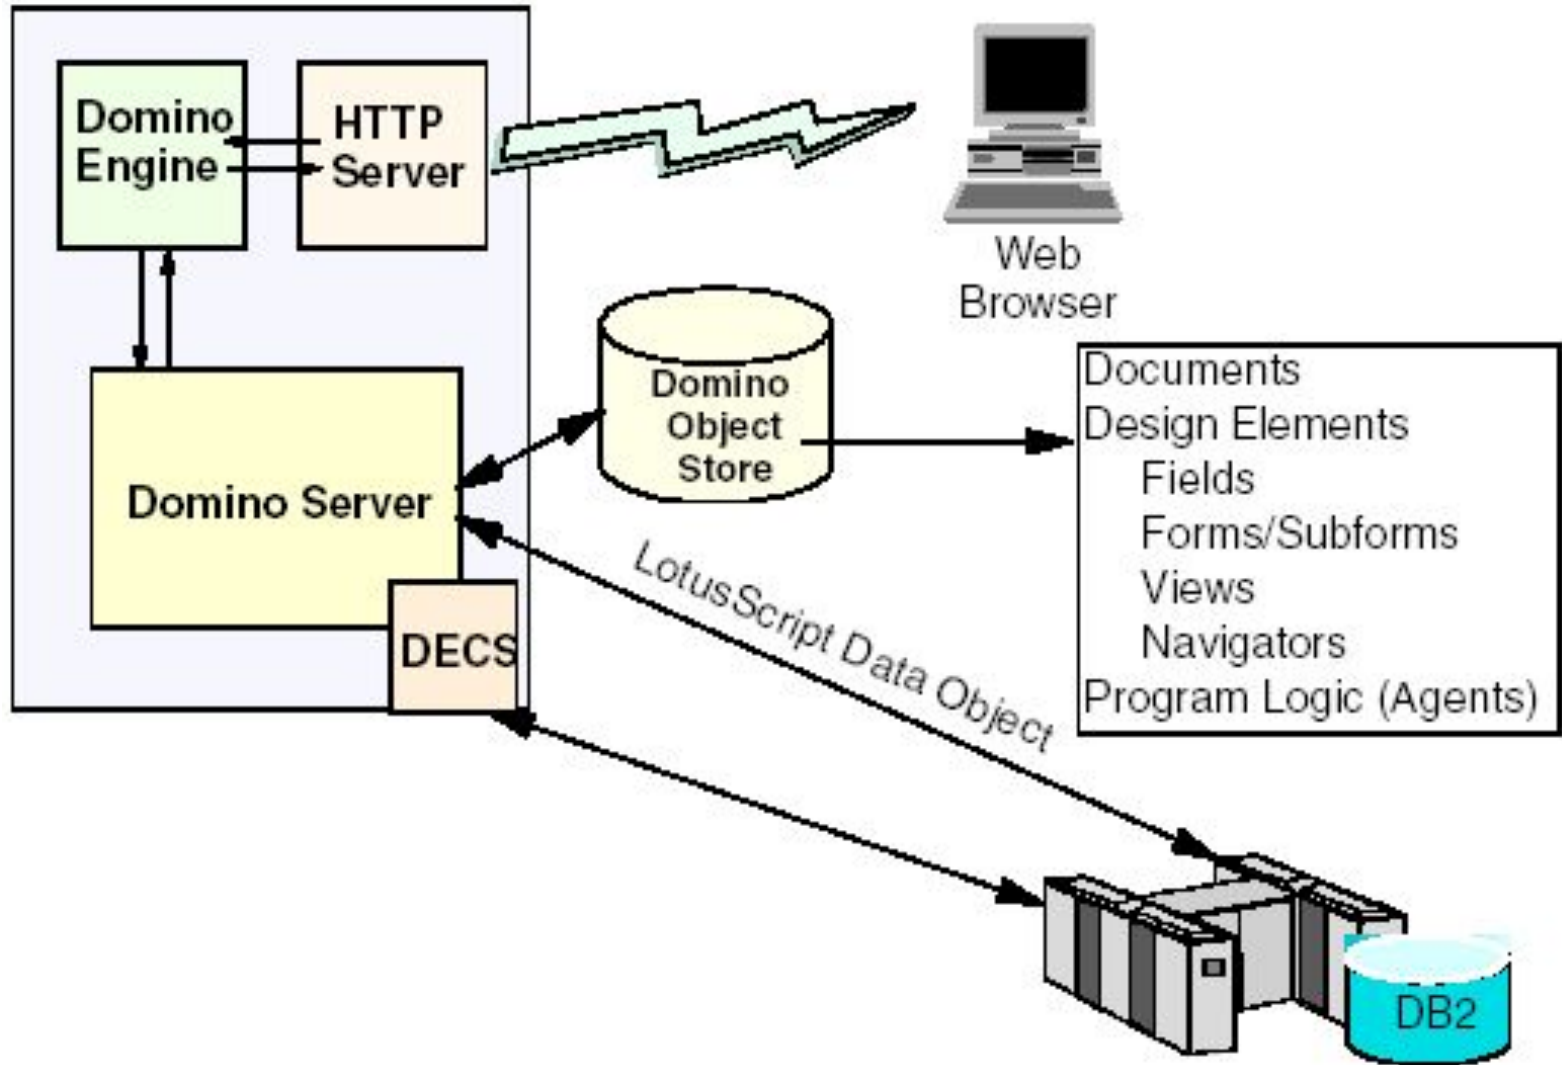 Domino
Engine
HTTP
Server
Web
Browser
Domino
Object
Store
Documents
Design Elements
Fields
Forms/Subforms
Views
Navigators
Program Logic (Agents)
Domino Server
DECS
LotusScript Data Object
DB2